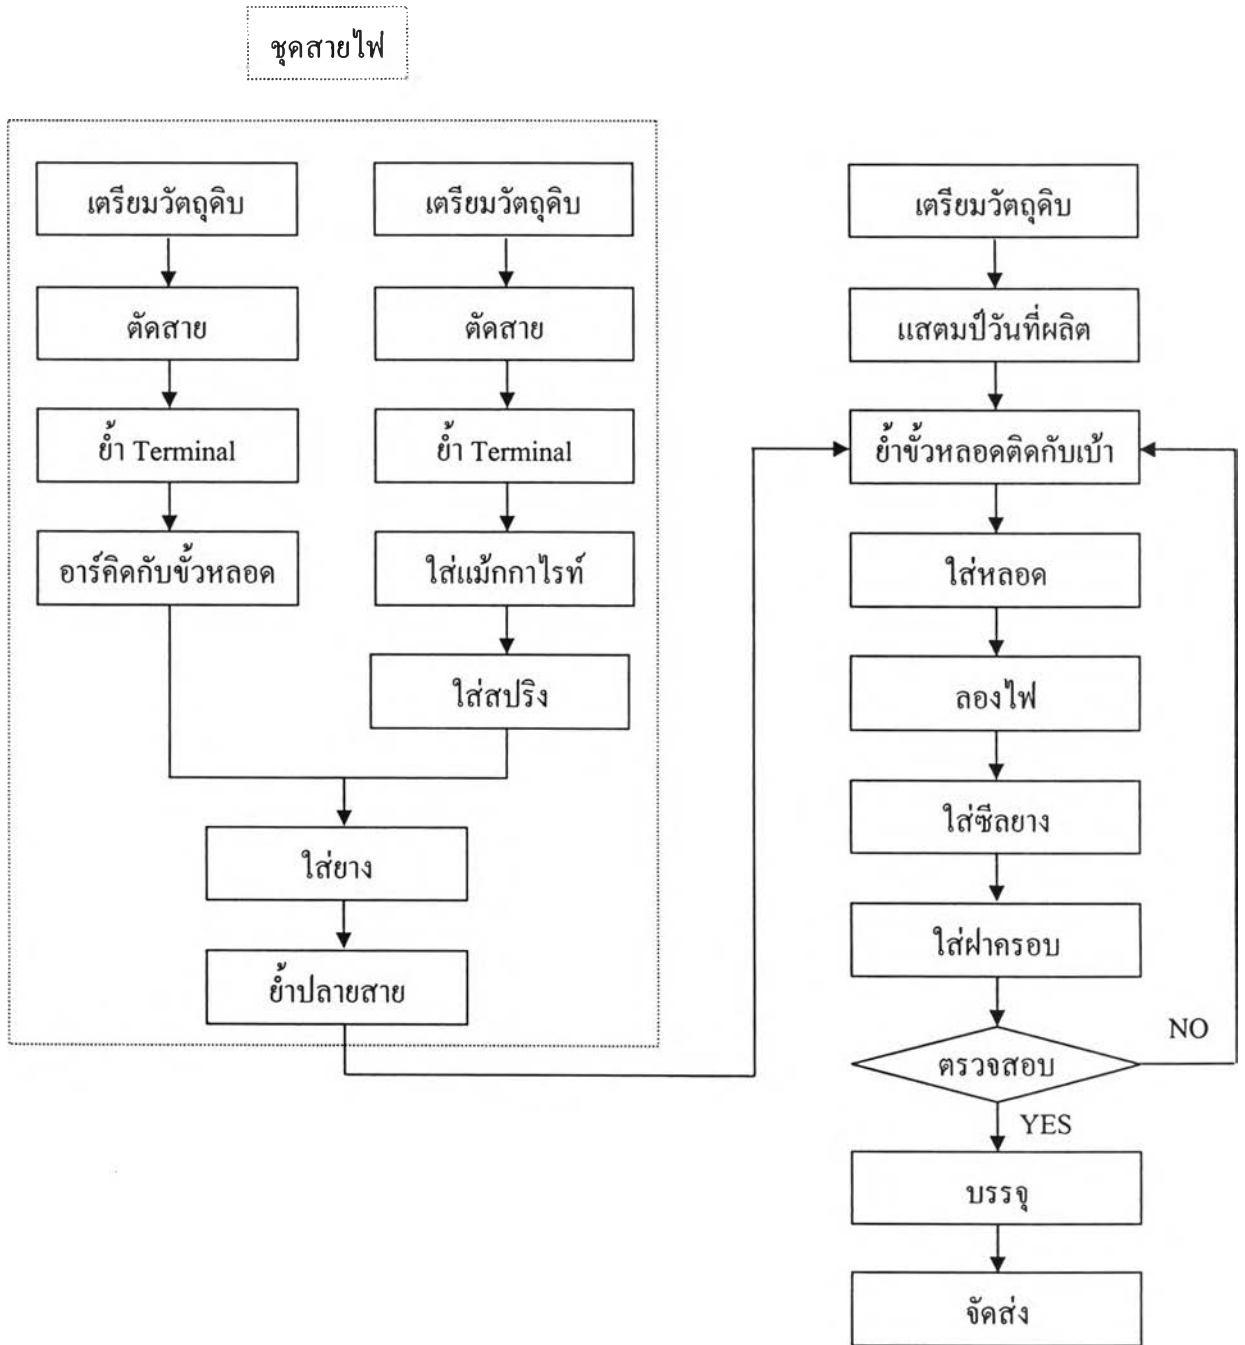 ชุดสายไฟ
เตรียมวัตถุดิบ
ตัดสาย
ย้ำ Terminal
อาร์คิดกับขั้วหลอด
เตรียมวัตถุดิบ
ตัดสาย
ย้ำ Terminal
ใส่แม้กกาไรท์
ใส่สปริง
ใส่ยาง
ย้ำปลายสาย
เตรียมวัตถุดิบ
แสตมป์วันที่ผลิต
ย้ำขั้วหลอดติดกับเบ้า
ใส่หลอด
ลองไฟ
ใส่ซีลยาง
ใส่ฝาครอบ
ตรวจสอบ
NO
YES
บรรจุ
จัดส่ง